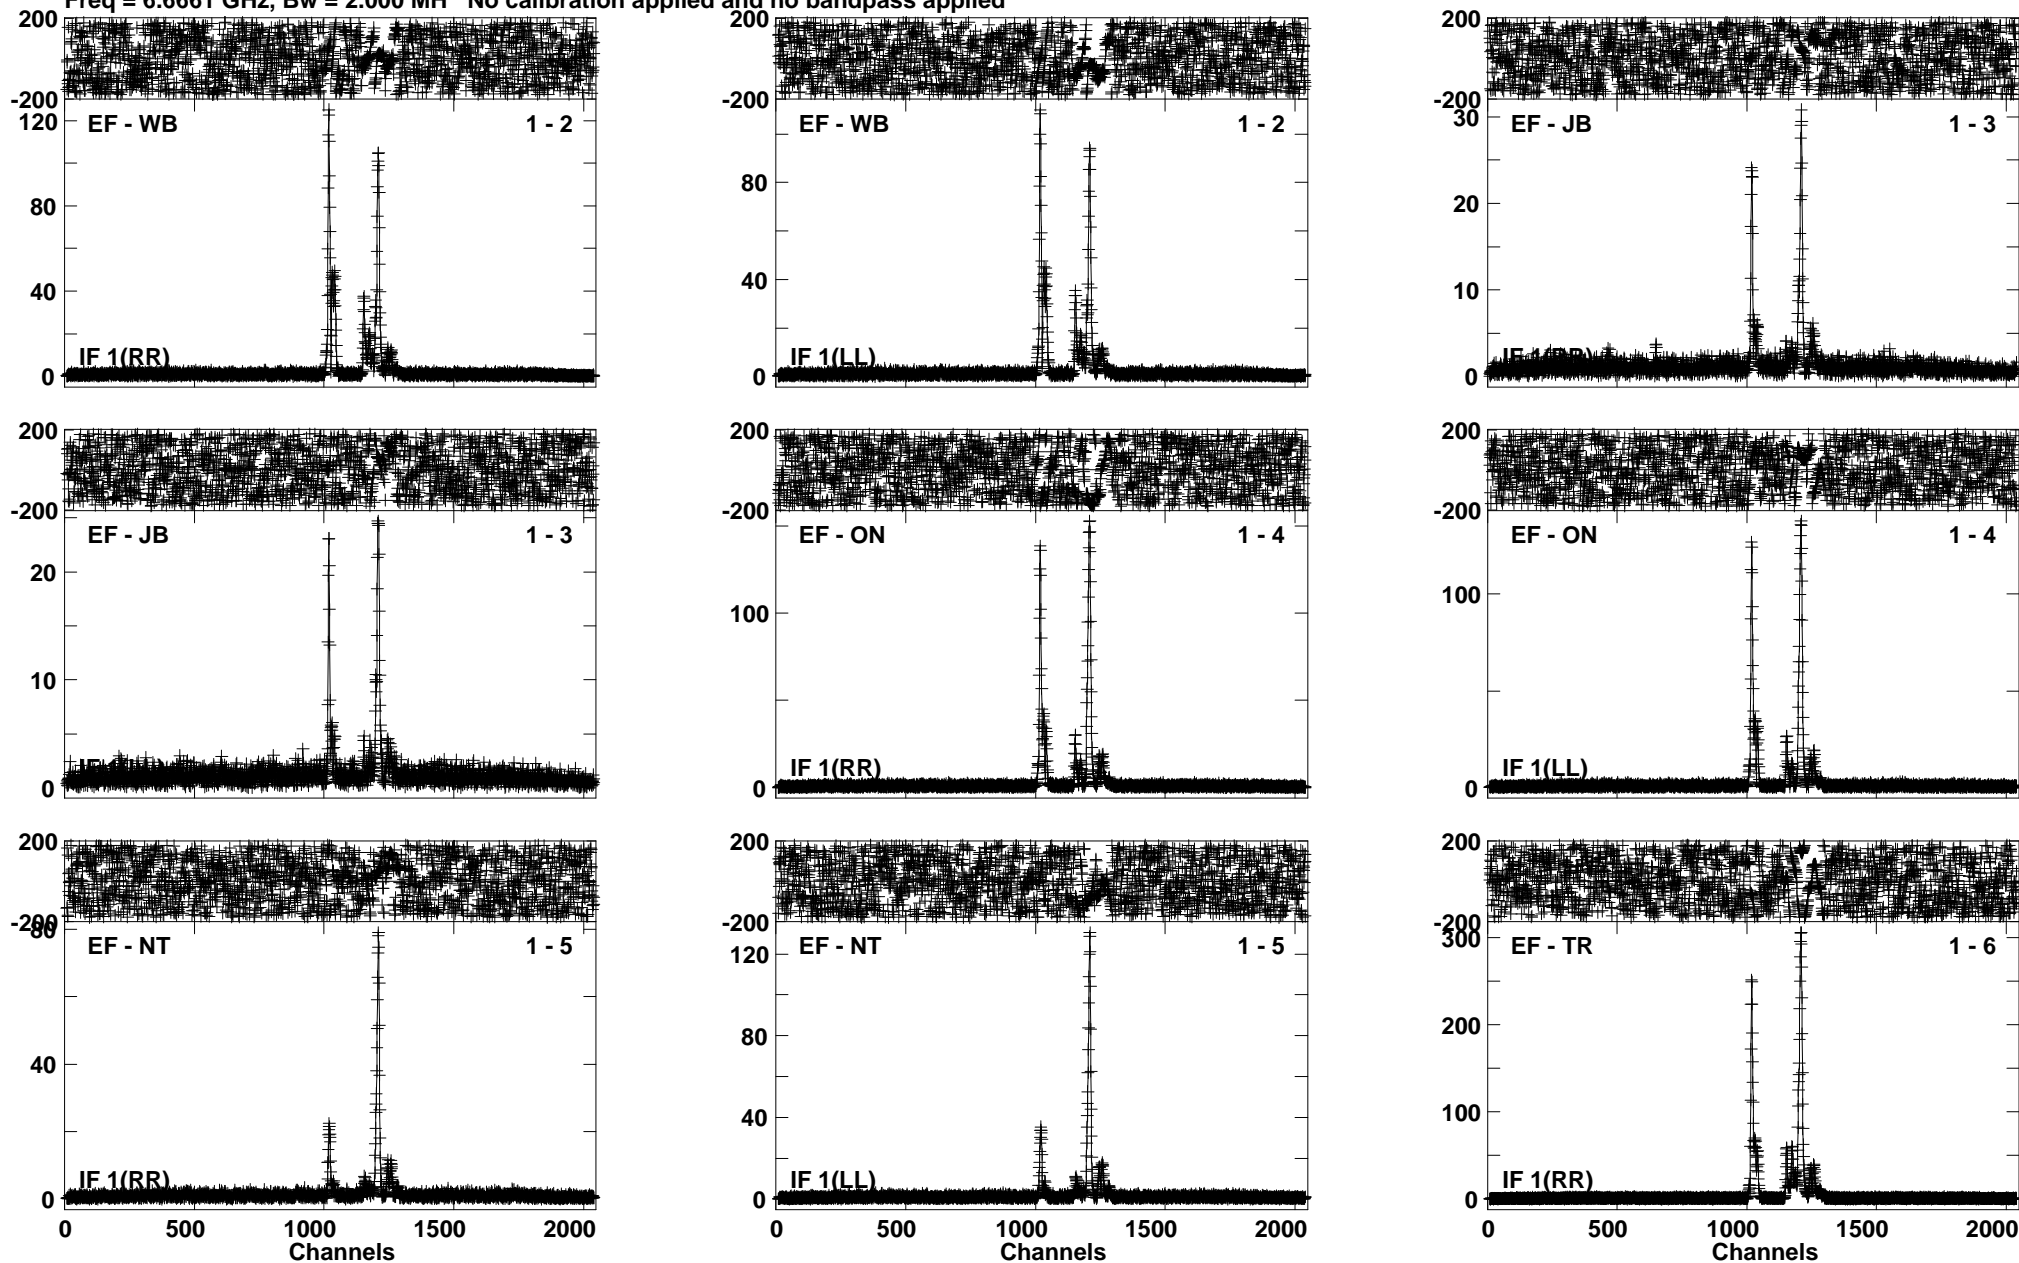 Freq = 6.6661 GHz, Bw = 2.000 MH No calibration applied and no bandpass applied
200 200 200
-200 -200 -200
EF - WB 1 - 2 EF - WB 1 - 2 EF - JB 1 - 3
120 80 40 0
80 40 0
30 20 10 0
IF 1(RR) IF 1(LL) IF 1(RR)
200 200 200
-200 -200 -200
EF - JB 1 - 3 EF - ON 1 - 4 EF - ON 1 - 4
20 10 0
100 0
100 0
IF 1(RR) IF 1(LL)
200 200 200
-200 -200 -200
EF - NT 1 - 5 EF - NT 1 - 5 EF - TR 1 - 6
80 40 0
120 80 40 0
300 200 100 0
IF 1(RR) IF 1(LL) IF 1(RR)
0 500 1000 1500 2000 0 500 1000 1500 2000 0 500 1000 1500 2000
Channels Channels Channels